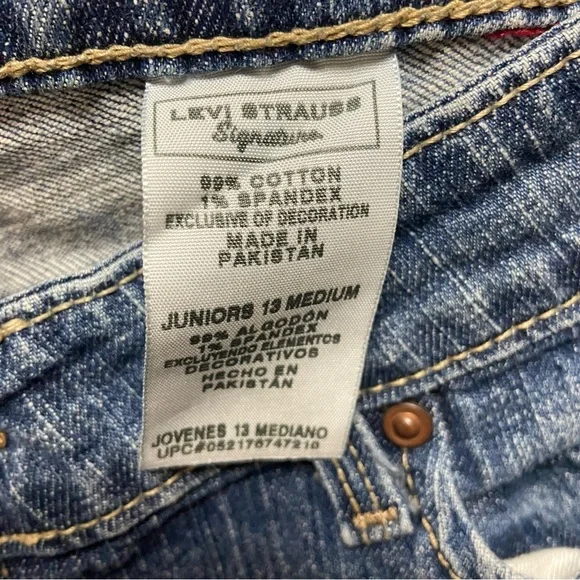 LEVI STRAUSS
Signature
99% COTTON
1% SPANDEX
EXCLUSIVE OF DECORATION
MADE IN
PAKISTAN
JUNIORS 13 MEDIUM
99% ALGODÓN
1% SPANDEX
EXCLUYENDO ELEMENTOS
DECORATIVOS
HECHO EN
PAKISTÁN
JOVENES 13 MEDIANO
UPC#052176747210